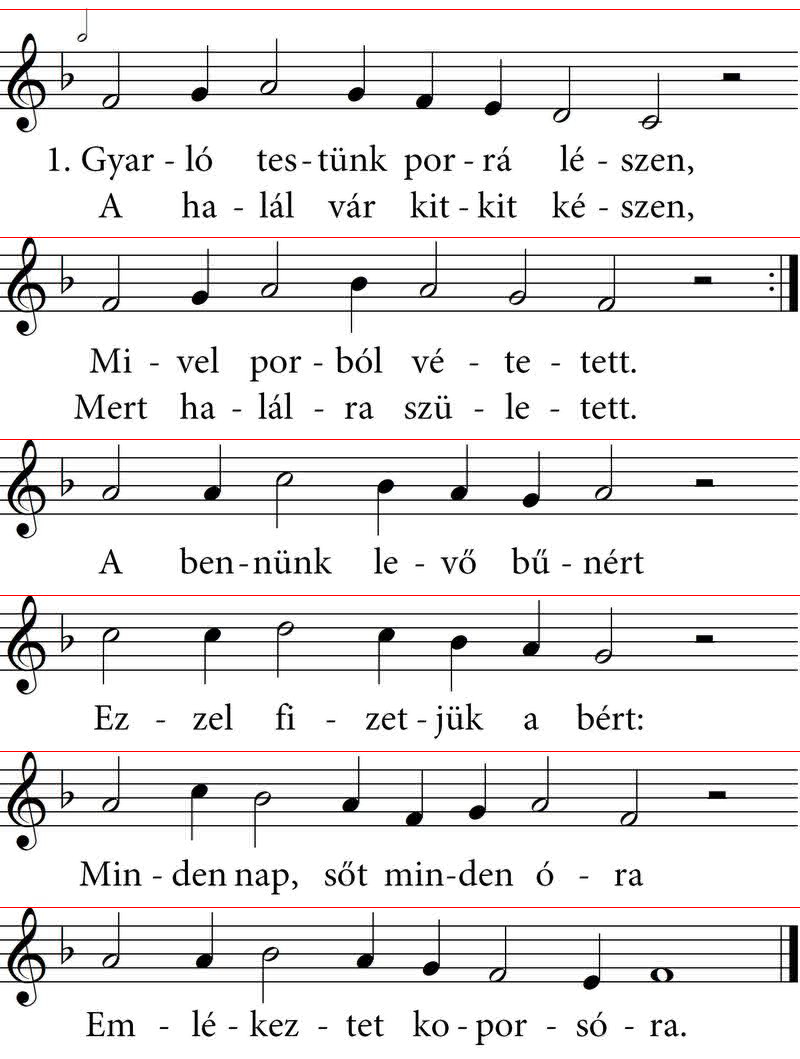 1. Gyar - ló tes - tünk por - rá lé - szen,
A ha - lál vár kit - kit ké - szen,
Mi - vel por - ból vé - te - tett.
Mert ha - lál - ra szü - le - tett.
A ben - nünk le - vő bű - nért
Ez - zel fi - zet - jük a bért:
Min - den nap, sőt min - den ó - ra
Em - lé - kez - tet ko - por - só - ra.